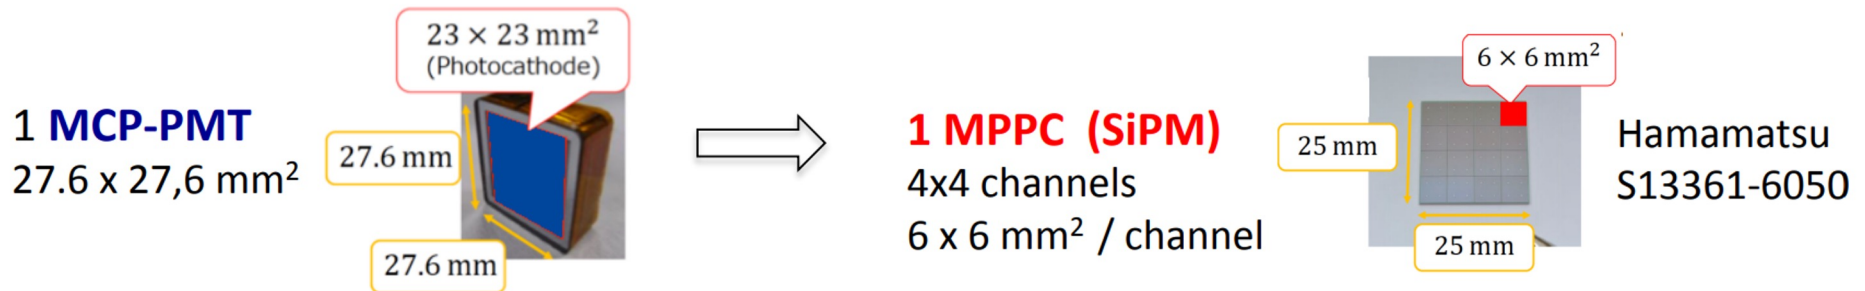 1 MCP-PMT
27.6 x 27,6 mm²
23 × 23 mm²
(Photocathode)
27.6 mm
27.6 mm
1 MPPC (SiPM)
4x4 channels
6 x 6 mm² / channel
6 × 6 mm²
25 mm
25 mm
Hamamatsu
S13361-6050